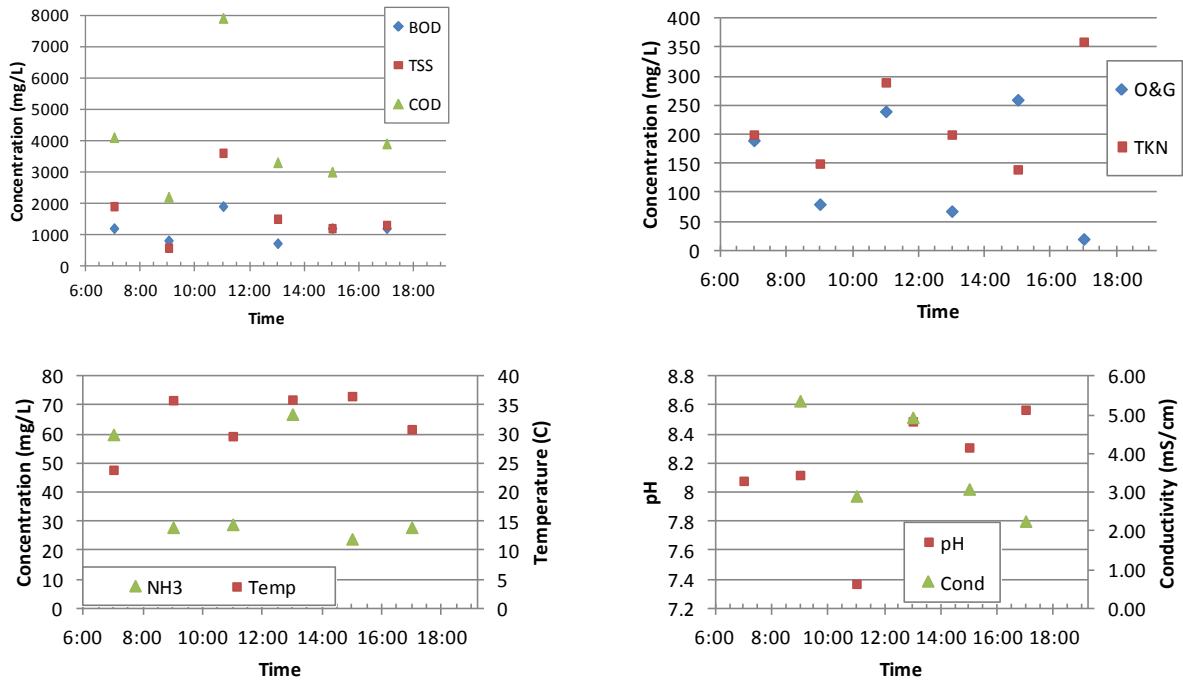 8000
7000
6000
5000
4000
3000
2000
1000
0
Concentration (mg/L)
6:00 8:00 10:00 12:00 14:00 16:00 18:00
Time
BOD
TSS
COD
400
350
300
250
200
150
100
50
0
Concentration (mg/L)
6:00 8:00 10:00 12:00 14:00 16:00 18:00
Time
O&G
TKN
80
70
60
50
40
30
20
10
0
Concentration (mg/L)
40
35
30
25
20
15
10
5
0
Temperature (C)
NH3 Temp
6:00 8:00 10:00 12:00 14:00 16:00 18:00
Time
8.8
8.6
8.4
8.2
8
7.8
7.6
7.4
7.2
pH
6.00
5.00
4.00
3.00
2.00
1.00
0.00
Conductivity (mS/cm)
pH
Cond
6:00 8:00 10:00 12:00 14:00 16:00 18:00
Time